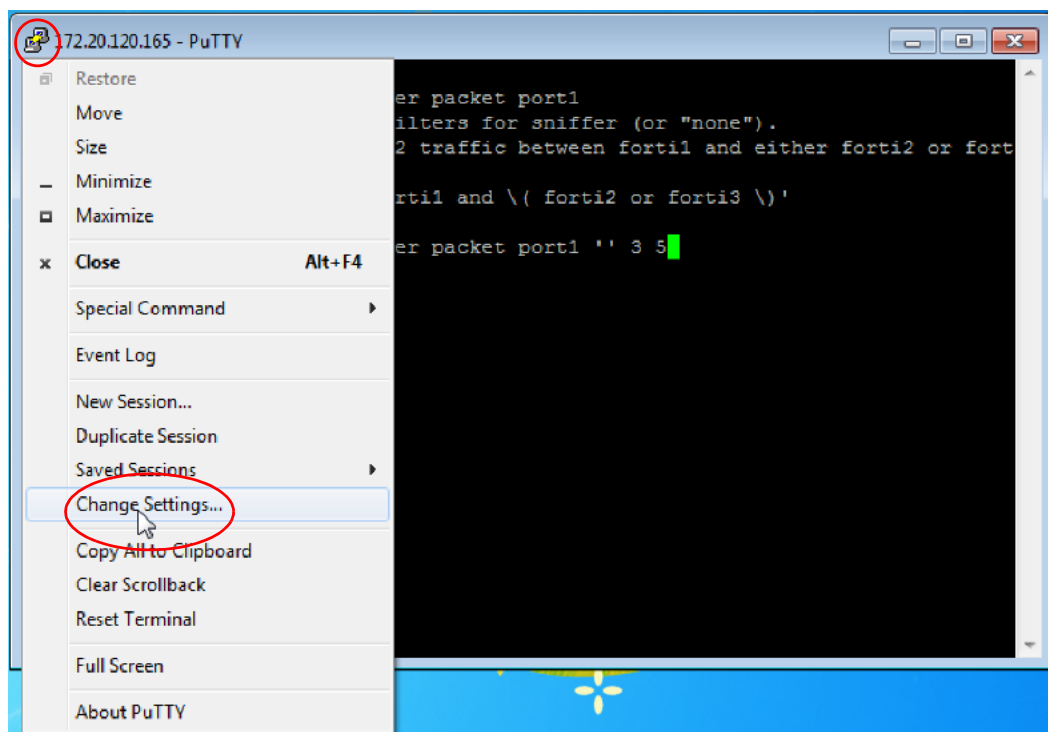 172.20.120.165 - PuTTY
Restore
Move
Size
Minimize
Maximize
Close Alt+F4
Special Command
Event Log
New Session...
Duplicate Session
Saved Sessions
Change Settings...
Copy All to Clipboard
Clear Scrollback
Reset Terminal
Full Screen
About PuTTY
er packet port1
ilters for sniffer (or "none").
2 traffic between forti1 and either forti2 or fort
rti1 and \( forti2 or forti3 \)'
er packet port1 '' 3 5